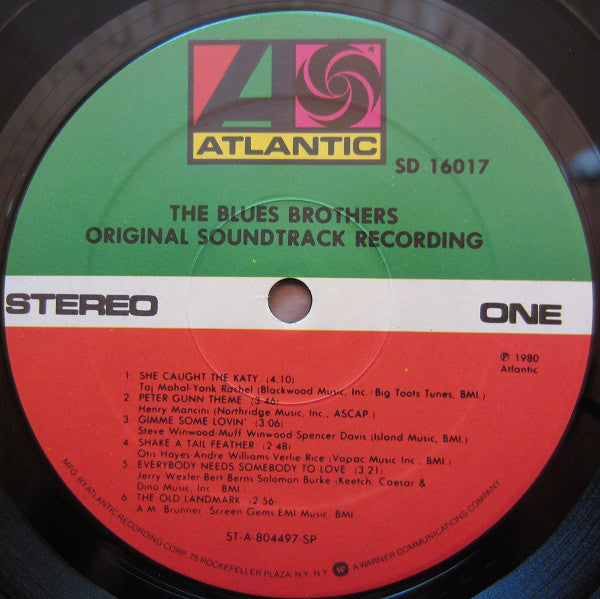 ATLANTIC
SD 16017
THE BLUES BROTHERS
ORIGINAL SOUNDTRACK RECORDING
STEREO
ONE
℗ 1980
Atlantic
1. SHE CAUGHT THE KATY (4:10)
Taj Mahal-Yank Rachel (Blackwood Music, Inc./Big Toots Tunes, BMI.)
2. PETER GUNN THEME (3:46)
Henry Mancini (Northridge Music, Inc., ASCAP.)
3. GIMME SOME LOVIN' (3:06)
Steve Winwood-Muff Winwood-Spencer Davis (Island Music, BMI.)
4. SHAKE A TAIL FEATHER (2:48)
Otis Hayes-Andre Williams-Verlie Rice (Vapac Music Inc., BMI.)
5. EVERYBODY NEEDS SOMEBODY TO LOVE (3:21)
Jerry Wexler-Bert Berns Solomon Burke (Keetch, Caesar &
Dino Music, Inc. BMI.)
6. THE OLD LANDMARK (2:56)
A.M. Brunner (Screen Gems EMI Music, BMI.)
ST-A-804497-SP
MFG BY ATLANTIC RECORDING CORP 75 ROCKEFELLER PLAZA N.Y. N.Y. A WARNER COMMUNICATIONS COMPANY